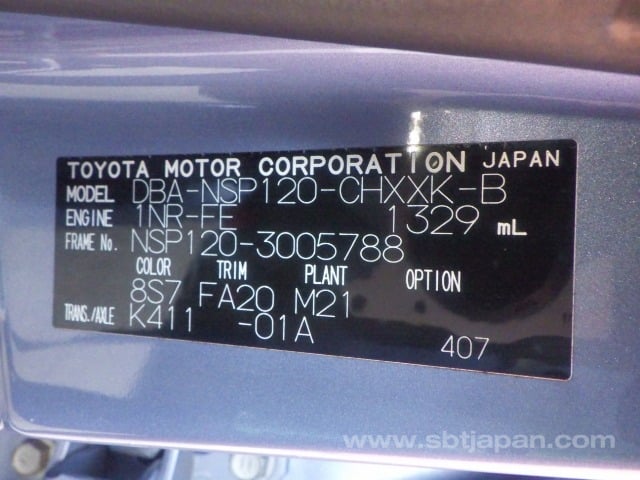 TOYOTA MOTOR CORPORATION JAPAN
MODEL DBA-NSP120-CHXXK-B
ENGINE 1NR-FE 1329 mL
FRAME No. NSP120-3005788
COLOR TRIM PLANT OPTION
8S7 FA20 M21
TRANS./AXLE K411 -01A
407
www.sbtjapan.com